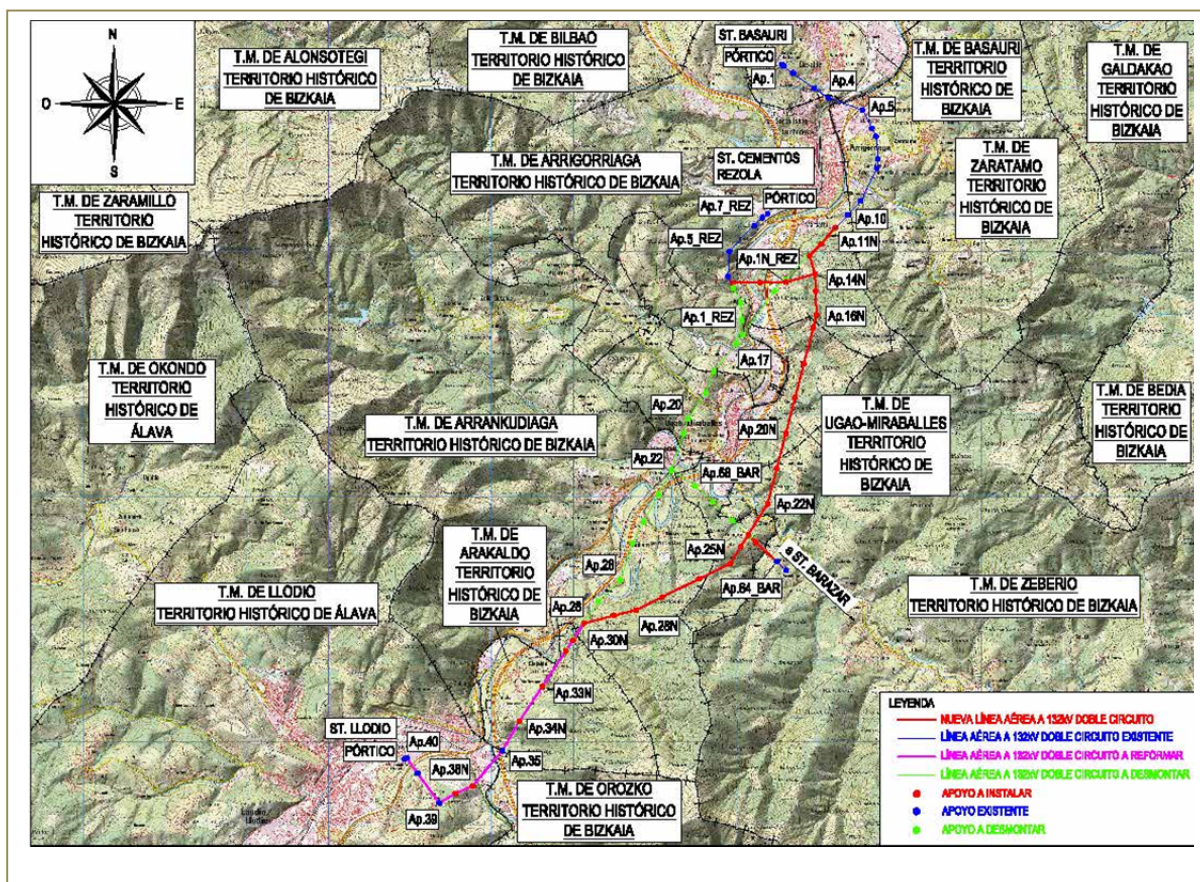 N
O
E
S
T.M. DE ALONSOTEGI
TERRITORIO HISTÓRICO
DE BIZKAIA
T.M. DE BILBAO
TERRITORIO HISTÓRICO
DE BIZKAIA
ST. BASAURI
PÓRTICO
Ap.1
Ap.4
Ap.5
T.M. DE BASAURI
TERRITORIO
HISTÓRICO DE
BIZKAIA
T.M. DE
GALDAKAO
TERRITORIO
HISTÓRICO DE
BIZKAIA
T.M. DE ARRIGORRIAGA
TERRITORIO HISTÓRICO DE BIZKAIA
ST. CEMENTOS
REZOLA
PÓRTICO
T.M. DE
ZARATAMO
TERRITORIO
HISTÓRICO DE
BIZKAIA
T.M. DE ZARAMILLO
TERRITORIO
HISTÓRICO DE BIZKAIA
Ap.7_REZ
Ap.10
Ap.5_REZ
Ap.11N
Ap.1N_REZ
Ap.14N
Ap.1_REZ
Ap.16N
Ap.17
T.M. DE OKONDO
TERRITORIO
HISTÓRICO DE
ÁLAVA
Ap.20
T.M. DE ARRANKUDIAGA
TERRITORIO HISTÓRICO DE BIZKAIA
Ap.20N
T.M. DE
UGAO-MIRABALLES
TERRITORIO
HISTÓRICO DE
BIZKAIA
T.M. DE BEDIA
TERRITORIO
HISTÓRICO DE
BIZKAIA
Ap.22
Ap.68_BAR
Ap.22N
T.M. DE
ARAKALDO
TERRITORIO
HISTÓRICO DE
BIZKAIA
Ap.25N
a ST. BARAZAR
Ap.64_BAR
T.M. DE ZEBERIO
TERRITORIO HISTÓRICO DE BIZKAIA
T.M. DE LLODIO
TERRITORIO HISTÓRICO DE ÁLAVA
Ap.28N
Ap.30N
Ap.33N
Ap.34N
ST. LLODIO
PÓRTICO
Ap.40
Ap.35
Ap.38N
Ap.39
T.M. DE OROZKO
TERRITORIO HISTÓRICO
DE BIZKAIA
LEYENDA
NUEVA LÍNEA AÉREA A 132kV DOBLE CIRCUITO
LÍNEA AÉREA A 132kV DOBLE CIRCUITO EXISTENTE
LÍNEA AÉREA A 132kV DOBLE CIRCUITO A REFORMAR
LÍNEA AÉREA A 132kV DOBLE CIRCUITO A DESMONTAR
APOYO A INSTALAR
APOYO EXISTENTE
APOYO A DESMONTAR